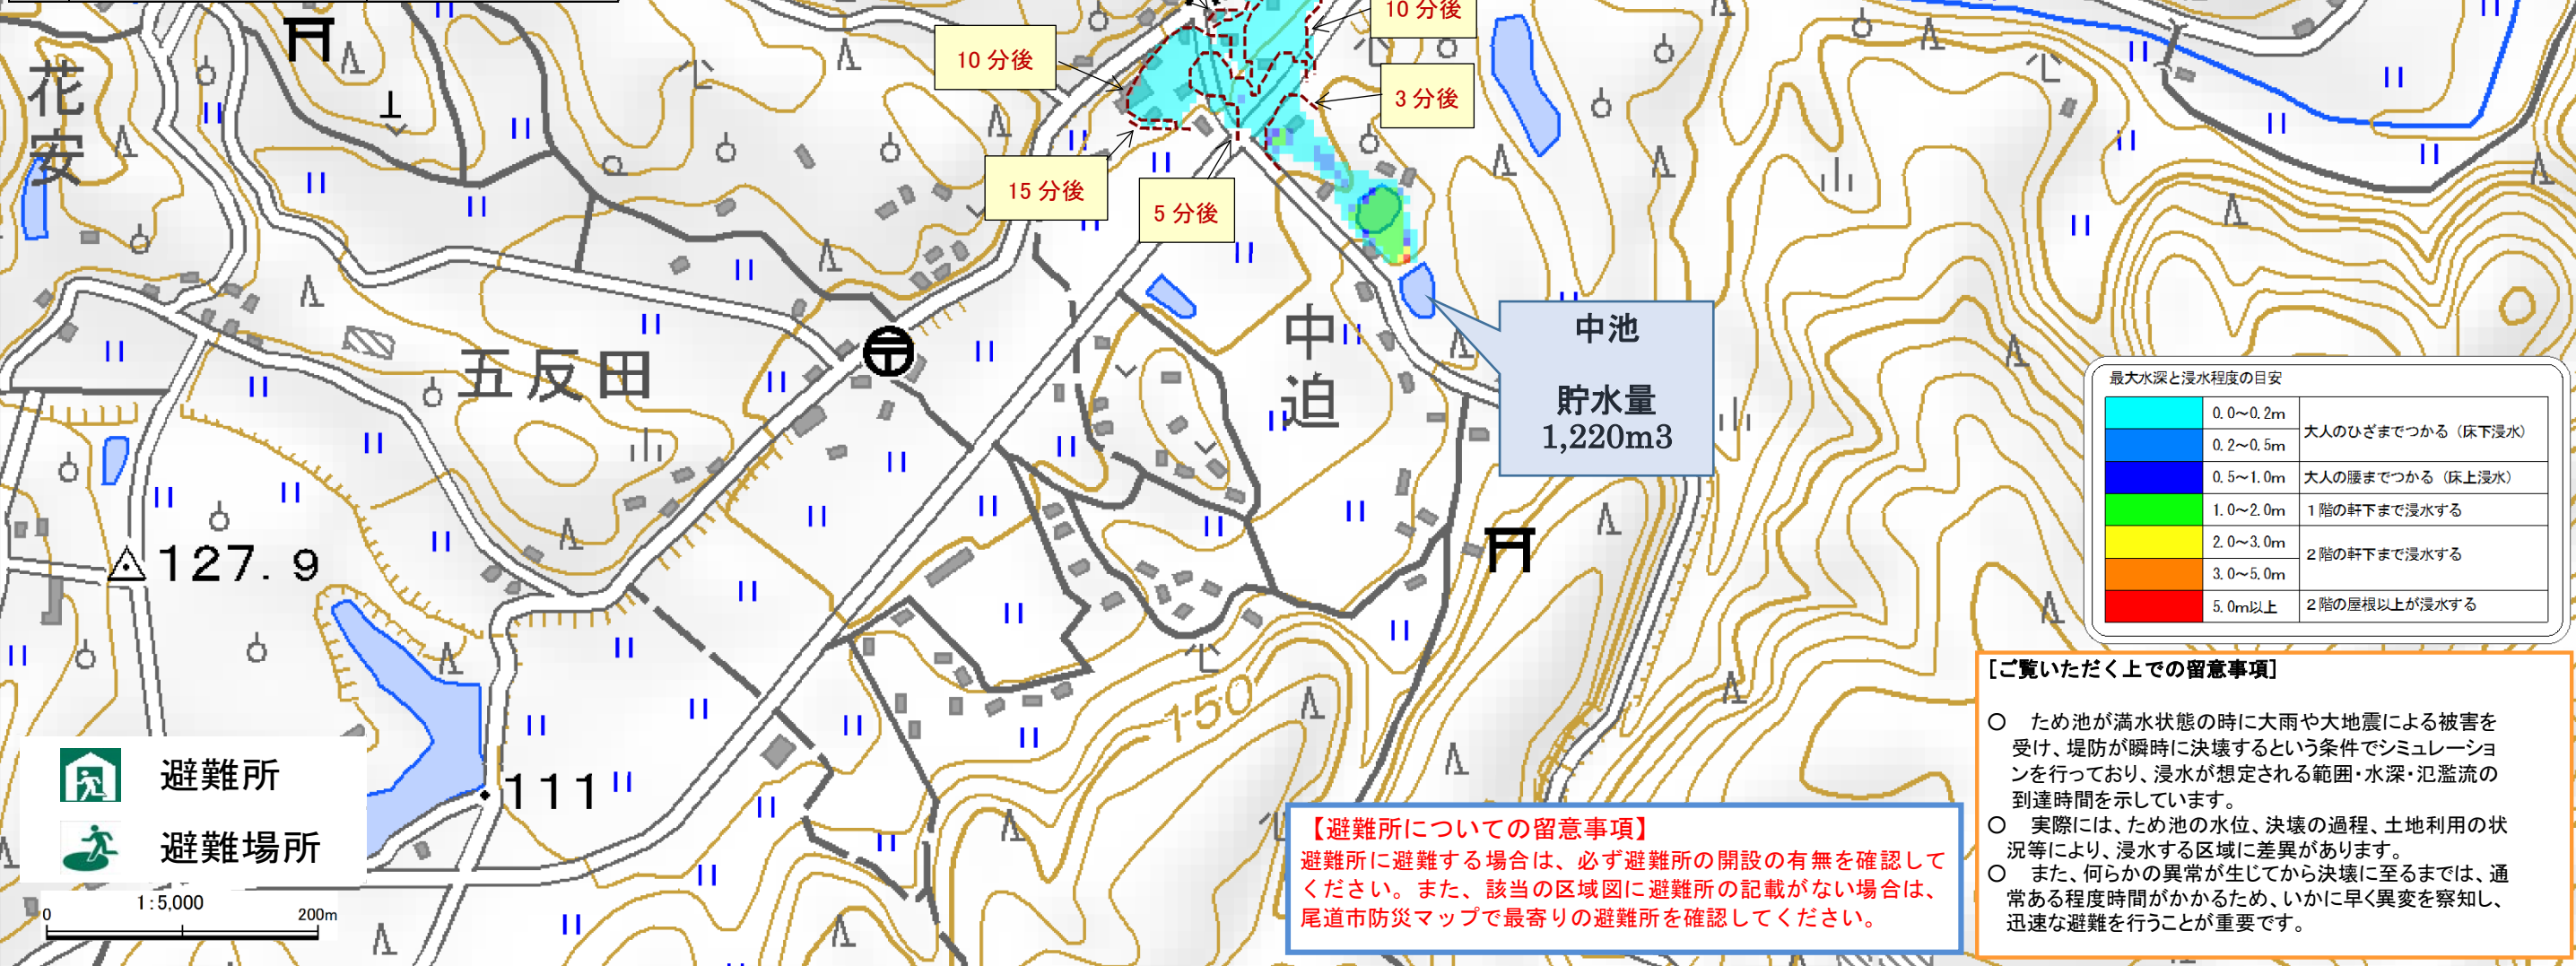 10 分後
10 分後
3 分後
15 分後
5 分後
花安
五反田
中迫
中池
貯水量
1,220m3
127.9
111
150
最大水深と浸水程度の目安
0.0～0.2m
大人のひざまでつかる（床下浸水）
0.2～0.5m
0.5～1.0m 大人の腰までつかる（床上浸水）
1.0～2.0m １階の軒下まで浸水する
2.0～3.0m
２階の軒下まで浸水する
3.0～5.0m
5.0m以上 ２階の屋根以上が浸水する
[ご覧いただく上での留意事項]
○ ため池が満水状態の時に大雨や大地震による被害を
受け、堤防が瞬時に決壊するという条件でシミュレーショ
ンを行っており、浸水が想定される範囲・水深・氾濫流の
到達時間を示しています。
○ 実際には、ため池の水位、決壊の過程、土地利用の状
況等により、浸水する区域に差異があります。
○ また、何らかの異常が生じてから決壊に至るまでは、通
常ある程度時間がかかるため、いかに早く異変を察知し、
迅速な避難を行うことが重要です。
避難所
避難場所
1:5,000
0 200m
【避難所についての留意事項】
避難所に避難する場合は、必ず避難所の開設の有無を確認して
ください。また、該当の区域図に避難所の記載がない場合は、
尾道市防災マップで最寄りの避難所を確認してください。